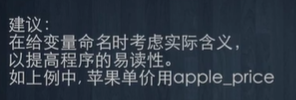 建议：
在给变量命名时考虑实际含义，
以提高程序的易读性。
如上例中, 苹果单价用apple_price